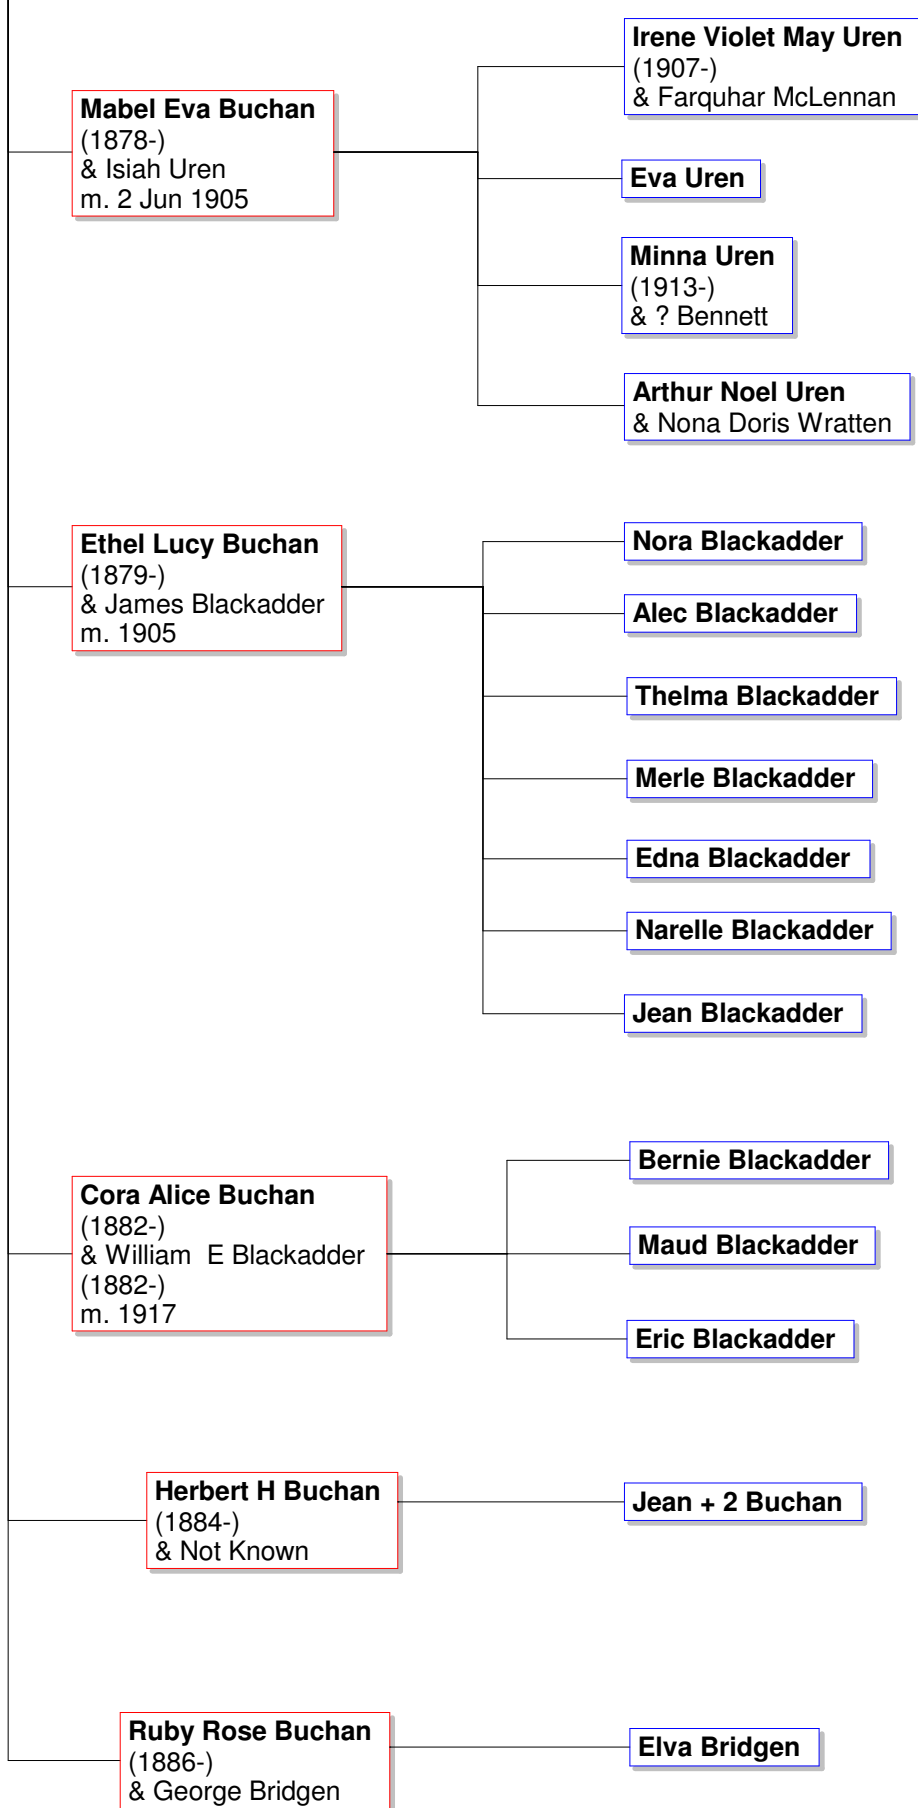 Mabel Eva Buchan
(1878-)
& Isiah Uren
m. 2 Jun 1905
Irene Violet May Uren
(1907-)
& Farquhar McLennan
Eva Uren
Minna Uren
(1913-)
& ? Bennett
Arthur Noel Uren
& Nona Doris Wratten
Ethel Lucy Buchan
(1879-)
& James Blackadder
m. 1905
Nora Blackadder
Alec Blackadder
Thelma Blackadder
Merle Blackadder
Edna Blackadder
Narelle Blackadder
Jean Blackadder
Cora Alice Buchan
(1882-)
& William  E Blackadder
(1882-)
m. 1917
Bernie Blackadder
Maud Blackadder
Eric Blackadder
Herbert H Buchan
(1884-)
& Not Known
Jean + 2 Buchan
Ruby Rose Buchan
(1886-)
& George Bridgen
Elva Bridgen